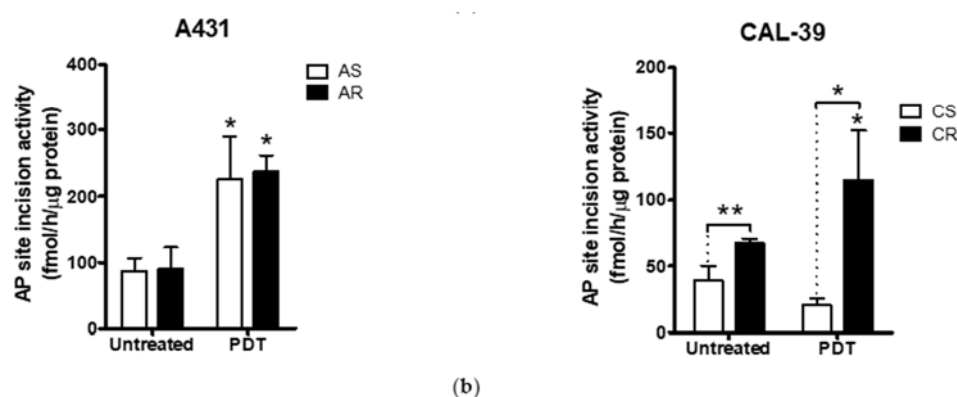 A431
AP site incision activity
(fmol/h/µg protein)
400
300
200
100
0
* *
Untreated PDT
AS
AR
CAL-39
AP site incision activity
(fmol/h/µg protein)
200
150
100
50
0
**
*
*
Untreated PDT
CS
CR
(b)